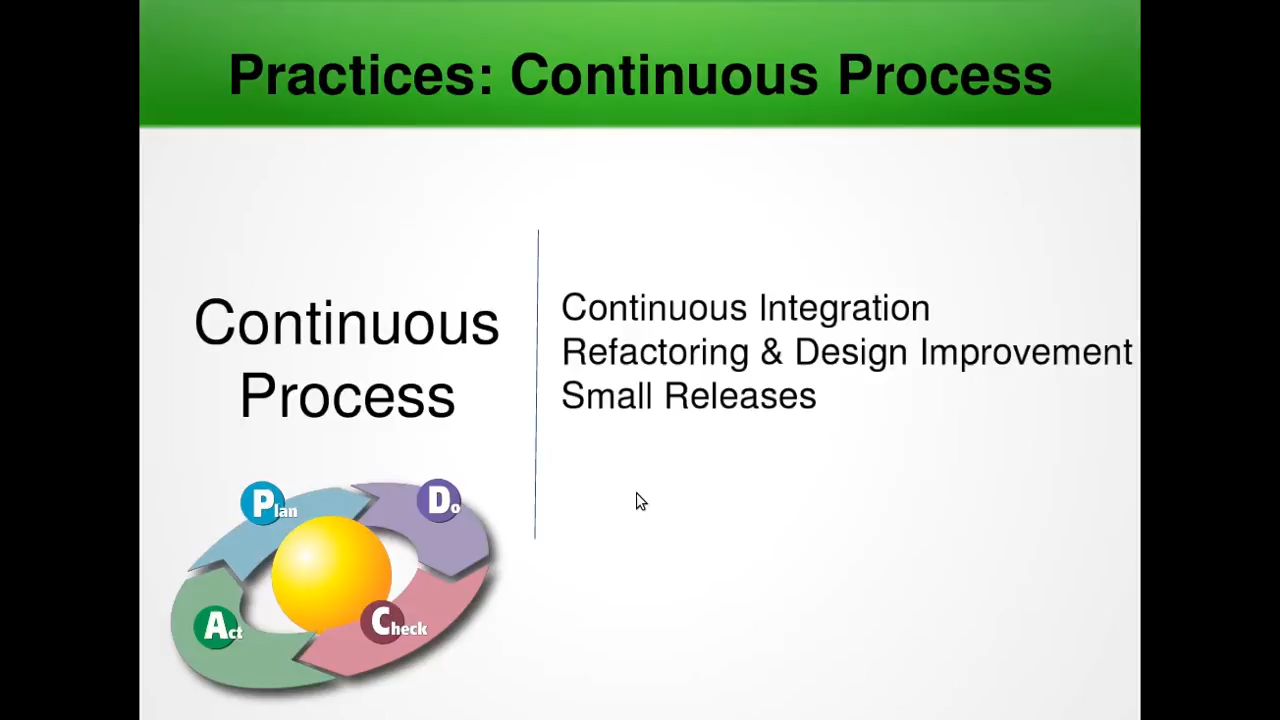 Practices: Continuous Process
Continuous
Process
Continuous Integration
Refactoring & Design Improvement
Small Releases
Plan
Do
Act
Check